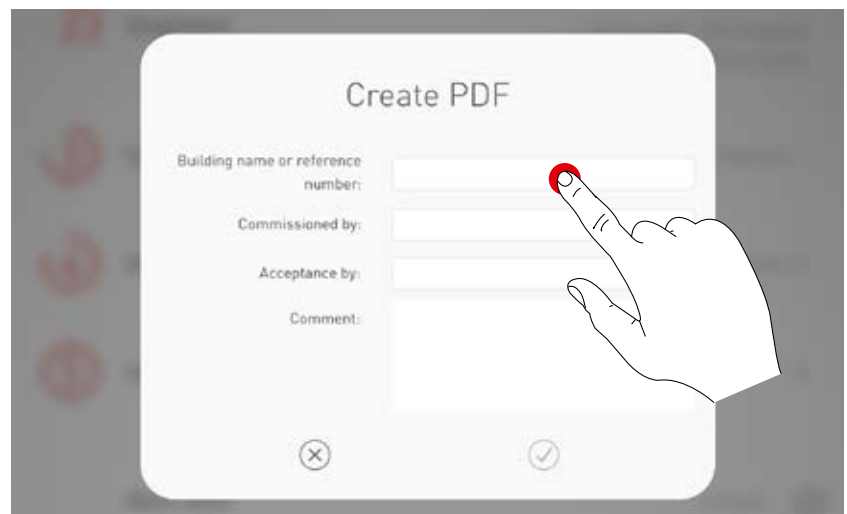 Create PDF
Building name or reference
number:
Commissioned by:
Acceptance by:
Comment: